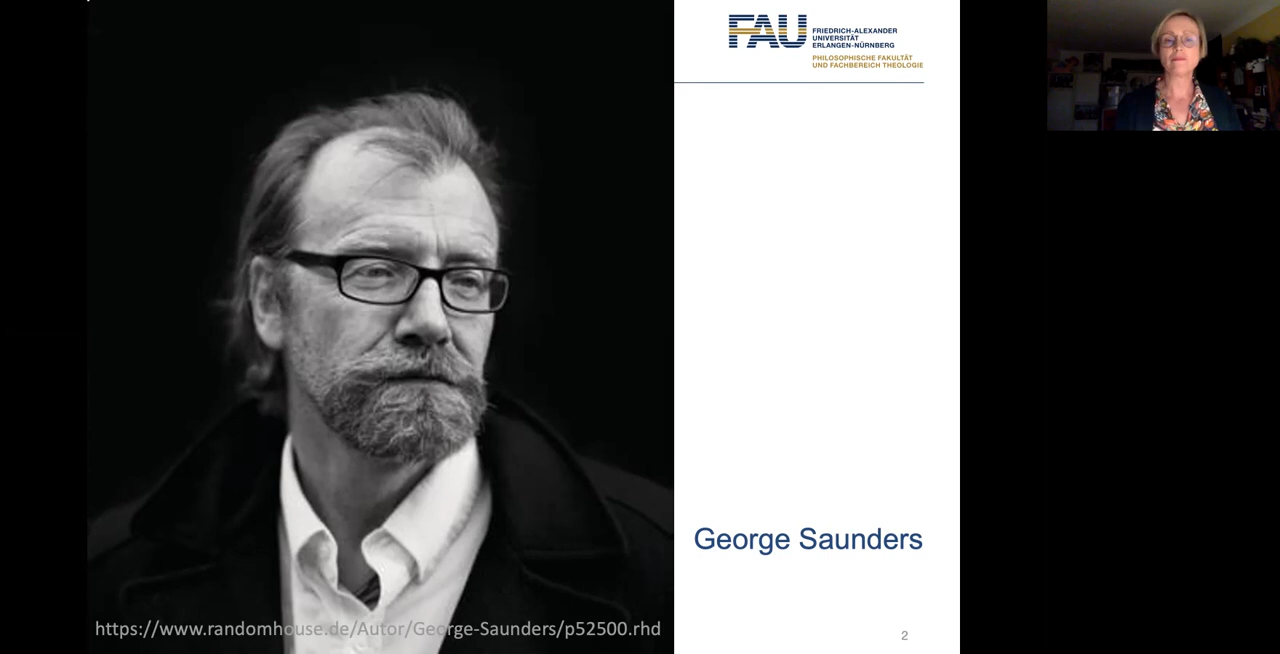 FAU
FRIEDRICH-ALEXANDER
UNIVERSITÄT
ERLANGEN-NÜRNBERG
PHILOSOPHISCHE FAKULTÄT
UND FACHBEREICH THEOLOGIE
George Saunders
https://www.randomhouse.de/Autor/George-Saunders/p52500.rhd
2